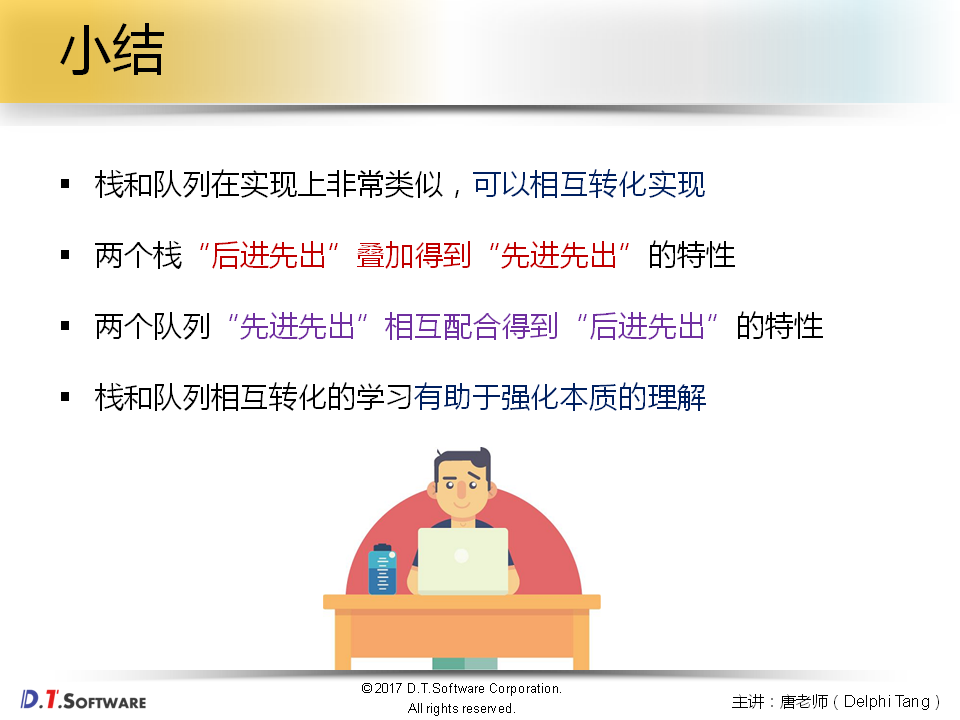 小结
▪ 栈和队列在实现上非常类似，可以相互转化实现
▪ 两个栈“后进先出”叠加得到“先进先出”的特性
▪ 两个队列“先进先出”相互配合得到“后进先出”的特性
▪ 栈和队列相互转化的学习有助于强化本质的理解
D.T.SOFTWARE
©2017 D.T.Software Corporation.
All rights reserved.
主讲：唐老师（Delphi Tang）